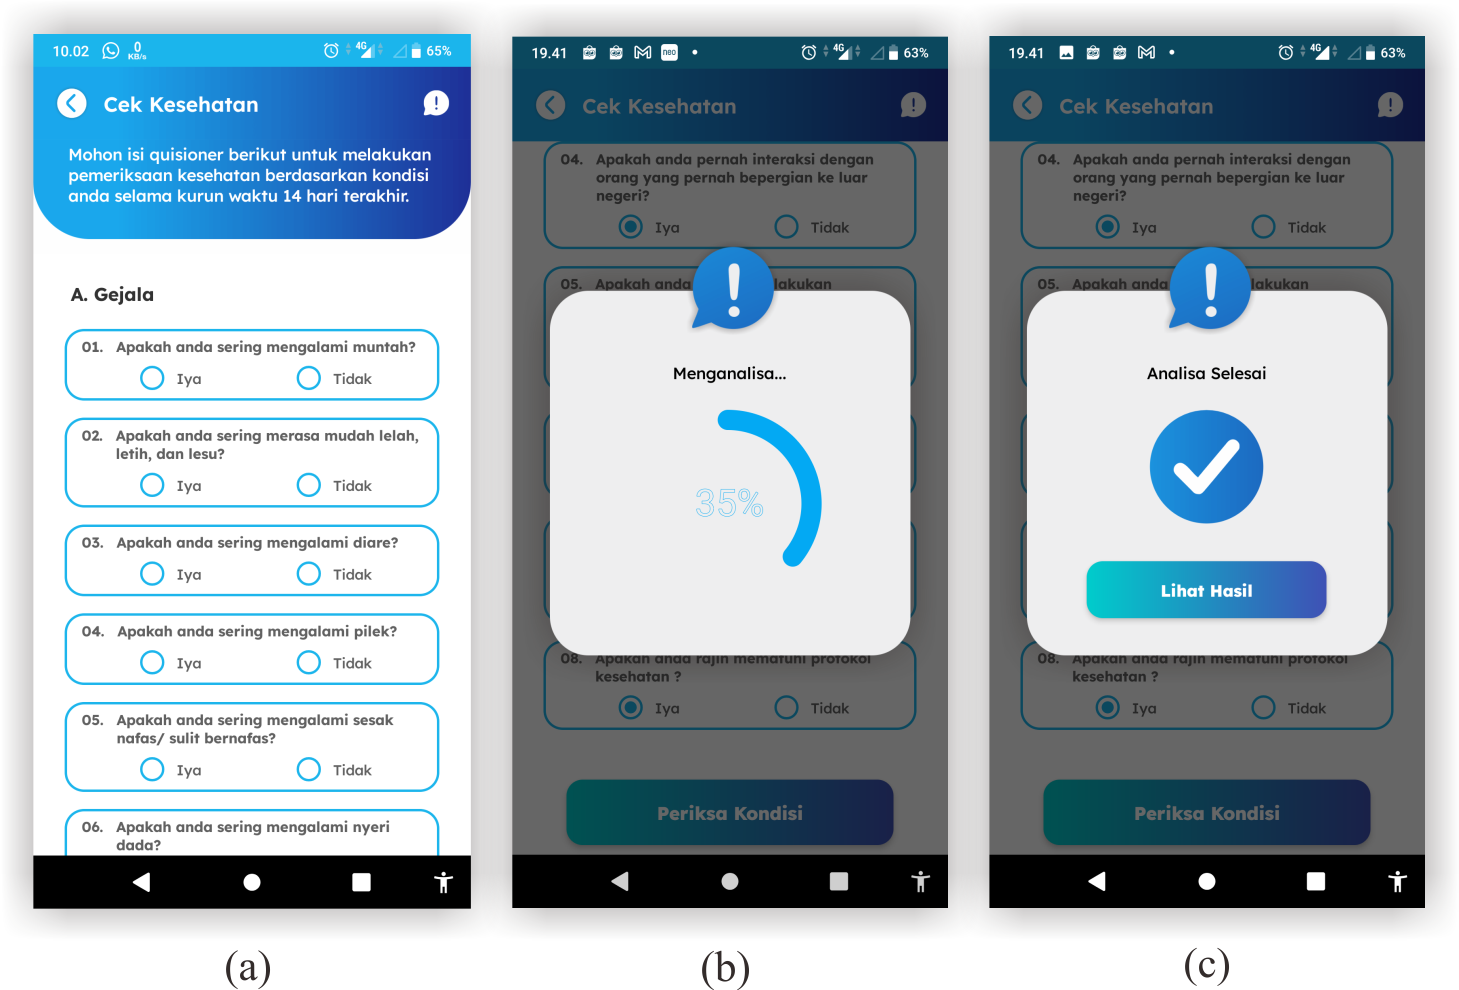 10.02 0 KB/s 4G 65%
Cek Kesehatan
Mohon isi quisioner berikut untuk melakukan
pemeriksaan kesehatan berdasarkan kondisi
anda selama kurun waktu 14 hari terakhir.
A. Gejala
01. Apakah anda sering mengalami muntah?
Iya Tidak
02. Apakah anda sering merasa mudah lelah,
letih, dan lesu?
Iya Tidak
03. Apakah anda sering mengalami diare?
Iya Tidak
04. Apakah anda sering mengalami pilek?
Iya Tidak
05. Apakah anda sering mengalami sesak
nafas/ sulit bernafas?
Iya Tidak
06. Apakah anda sering mengalami nyeri
dada?
(a)
19.41 neo 4G 63%
Cek Kesehatan
04. Apakah anda pernah interaksi dengan
orang yang pernah bepergian ke luar
negeri?
Iya Tidak
05. Apakah anda lakukan
Menganalisa...
35%
08. Apakah anda rajin mematuhi protokol
kesehatan ?
Iya Tidak
Periksa Kondisi
(b)
19.41 4G 63%
Cek Kesehatan
04. Apakah anda pernah interaksi dengan
orang yang pernah bepergian ke luar
negeri?
Iya Tidak
05. Apakah anda lakukan
Analisa Selesai
Lihat Hasil
08. Apakah anda rajin mematuhi protokol
kesehatan ?
Iya Tidak
Periksa Kondisi
(c)